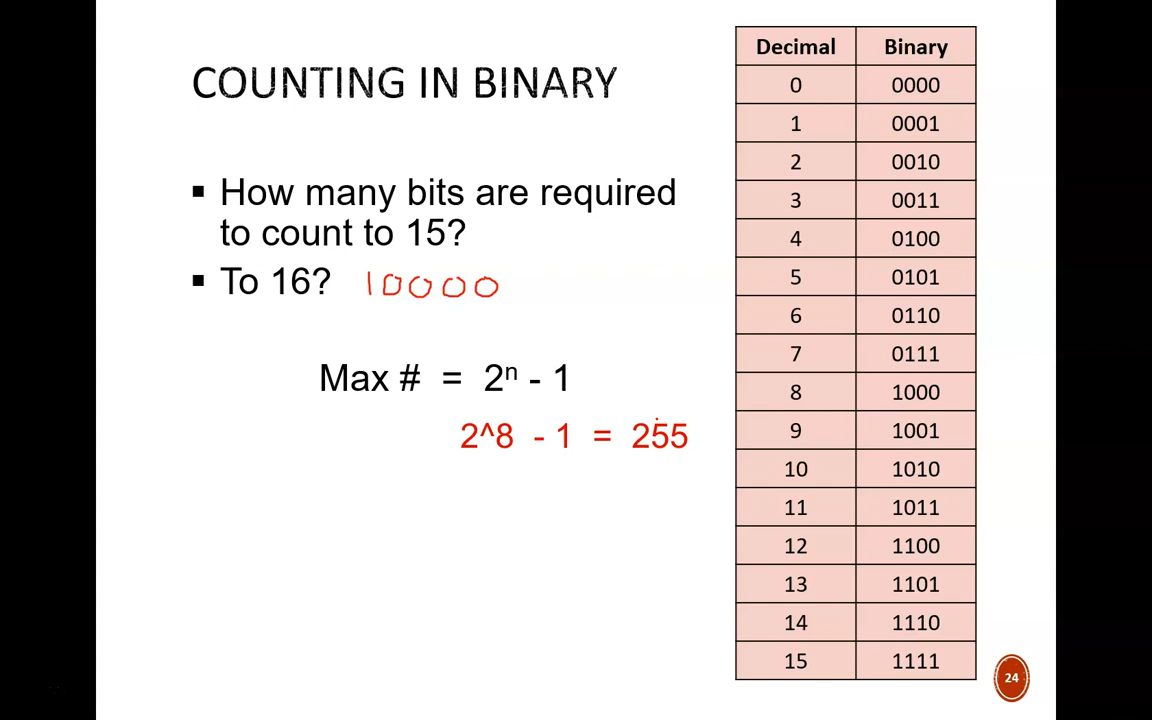 COUNTING IN BINARY
▪ How many bits are required
to count to 15?
▪ To 16? 10000
Max # = 2ⁿ - 1
2^8 - 1 = 255
Decimal Binary
0 0000
1 0001
2 0010
3 0011
4 0100
5 0101
6 0110
7 0111
8 1000
9 1001
10 1010
11 1011
12 1100
13 1101
14 1110
15 1111
24